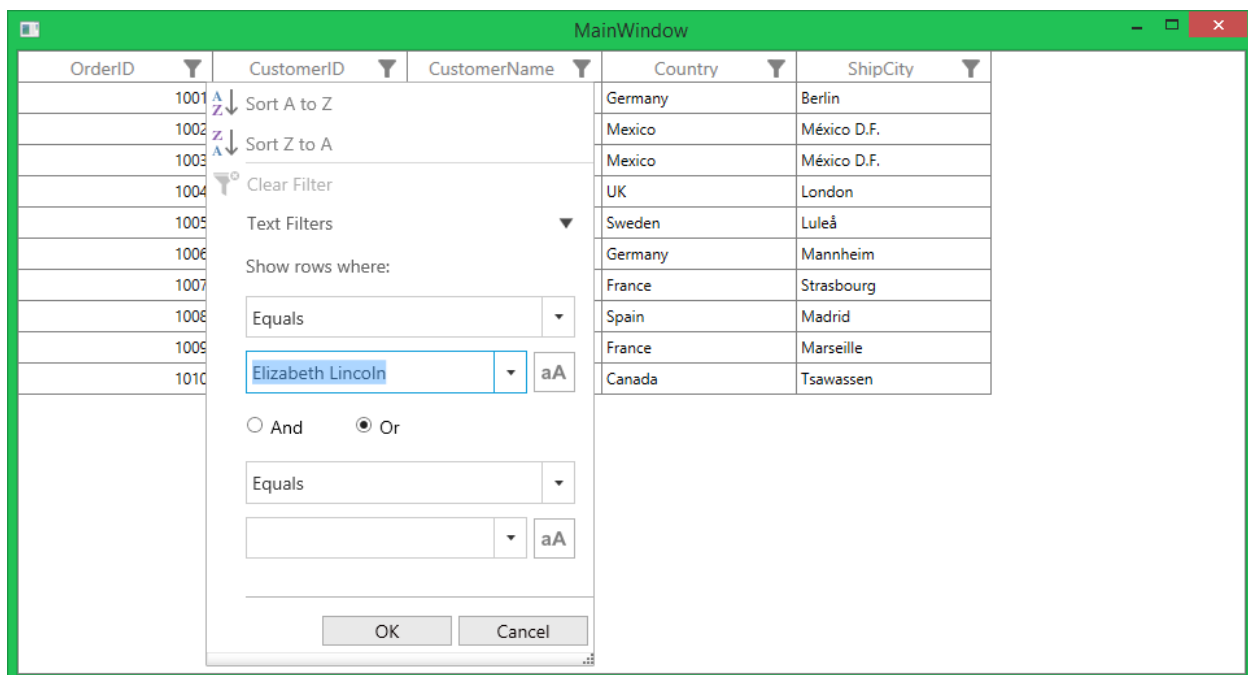 MainWindow
OrderID CustomerID CustomerName Country ShipCity
1001 Germany Berlin
1002 Mexico México D.F.
1003 Mexico México D.F.
1004 UK London
1005 Sweden Luleå
1006 Germany Mannheim
1007 France Strasbourg
1008 Spain Madrid
1009 France Marseille
1010 Canada Tsawassen
A Z Sort A to Z
Z A Sort Z to A
Clear Filter
Text Filters
Show rows where:
Equals
Elizabeth Lincoln aA
And Or
Equals
aA
OK Cancel